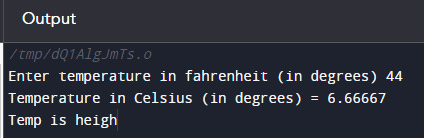 Output
/tmp/dQ1AlgJmTs.o
Enter temperature in fahrenheit (in degrees) 44
Temperature in Celsius (in degrees) = 6.66667
Temp is heigh